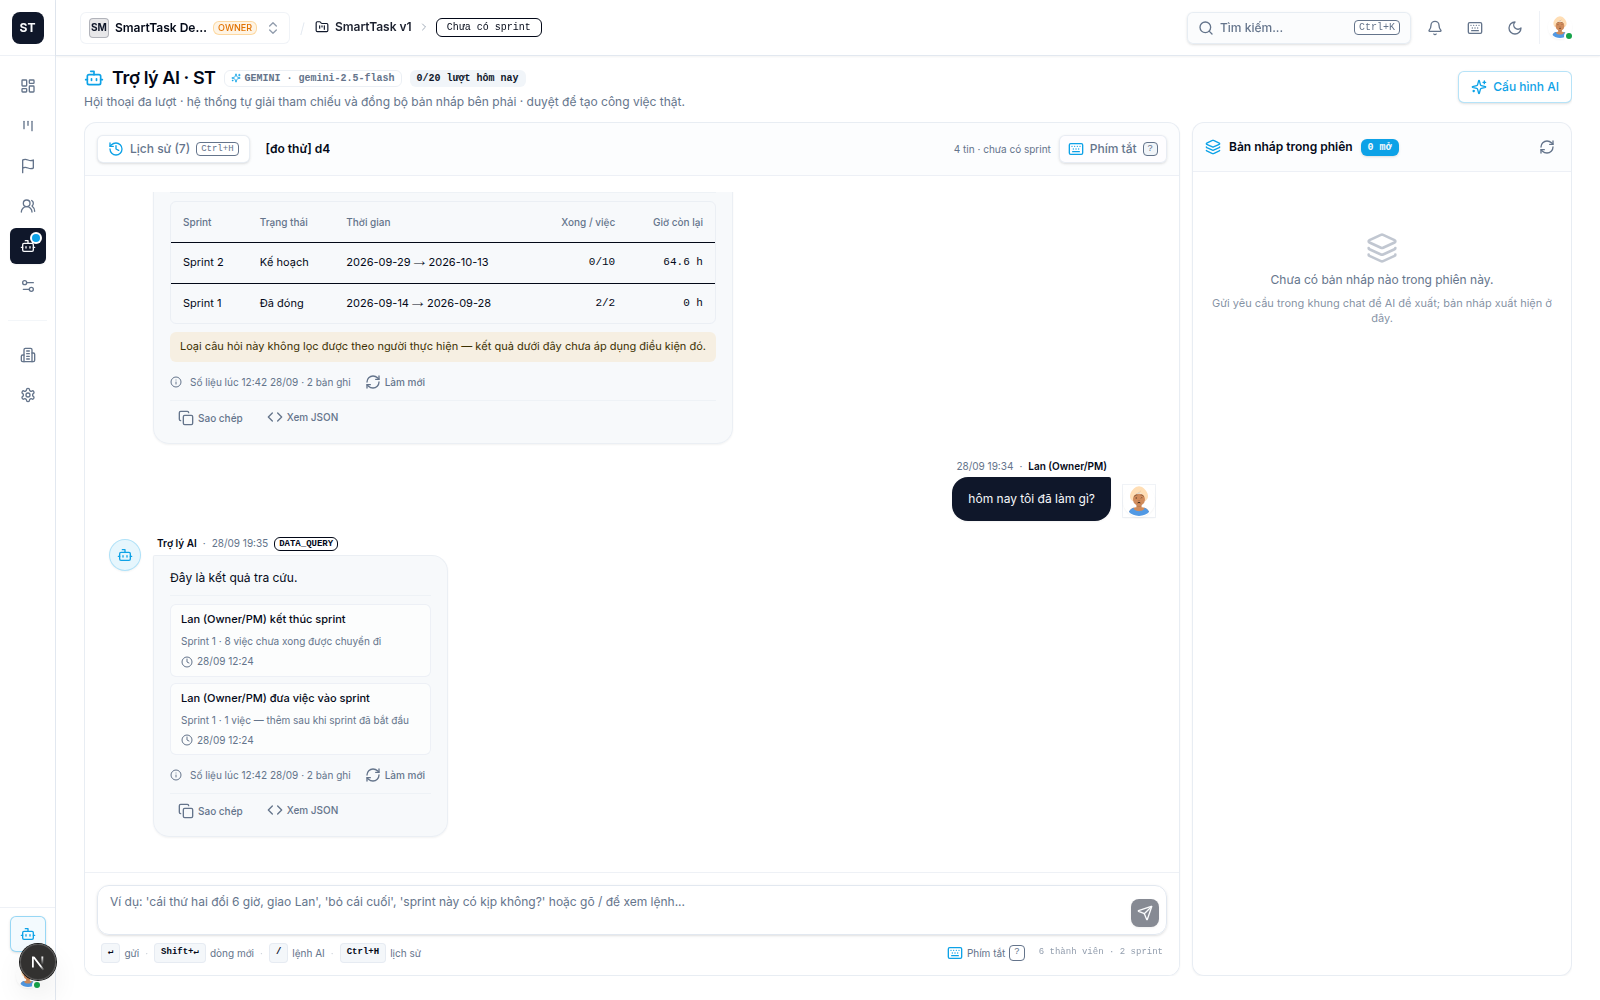 ST
SM SmartTask De... OWNER
SmartTask v1
Chưa có sprint
Tìm kiếm... Ctrl+K
Trợ lý AI · ST
GEMINI · gemini-2.5-flash
0/20 lượt hôm nay
Hội thoại đa lượt · hệ thống tự giải tham chiếu và đồng bộ bản nháp bên phải · duyệt để tạo công việc thật.
Cấu hình AI
Lịch sử (7) Ctrl+H
[đo thử] d4
4 tin · chưa có sprint
Phím tắt ?
Sprint Trạng thái Thời gian Xong / việc Giờ còn lại
Sprint 2 Kế hoạch 2026-09-29 → 2026-10-13 0/10 64.6 h
Sprint 1 Đã đóng 2026-09-14 → 2026-09-28 2/2 0 h
Loại câu hỏi này không lọc được theo người thực hiện — kết quả dưới đây chưa áp dụng điều kiện đó.
Số liệu lúc 12:42 28/09 · 2 bản ghi Làm mới
Sao chép Xem JSON
28/09 19:34 · Lan (Owner/PM)
hôm nay tôi đã làm gì?
Trợ lý AI · 28/09 19:35 DATA_QUERY
Đây là kết quả tra cứu.
Lan (Owner/PM) kết thúc sprint
Sprint 1 · 8 việc chưa xong được chuyển đi
28/09 12:24
Lan (Owner/PM) đưa việc vào sprint
Sprint 1 · 1 việc — thêm sau khi sprint đã bắt đầu
28/09 12:24
Số liệu lúc 12:42 28/09 · 2 bản ghi Làm mới
Sao chép Xem JSON
Ví dụ: 'cái thứ hai đổi 6 giờ, giao Lan', 'bỏ cái cuối', 'sprint này có kịp không?' hoặc gõ / để xem lệnh...
↵ gửi · Shift+↵ dòng mới · / lệnh AI · Ctrl+H lịch sử
Phím tắt ? 6 thành viên · 2 sprint
Bản nháp trong phiên 0 mở
Chưa có bản nháp nào trong phiên này.
Gửi yêu cầu trong khung chat để AI đề xuất; bản nháp xuất hiện ở
đây.
N